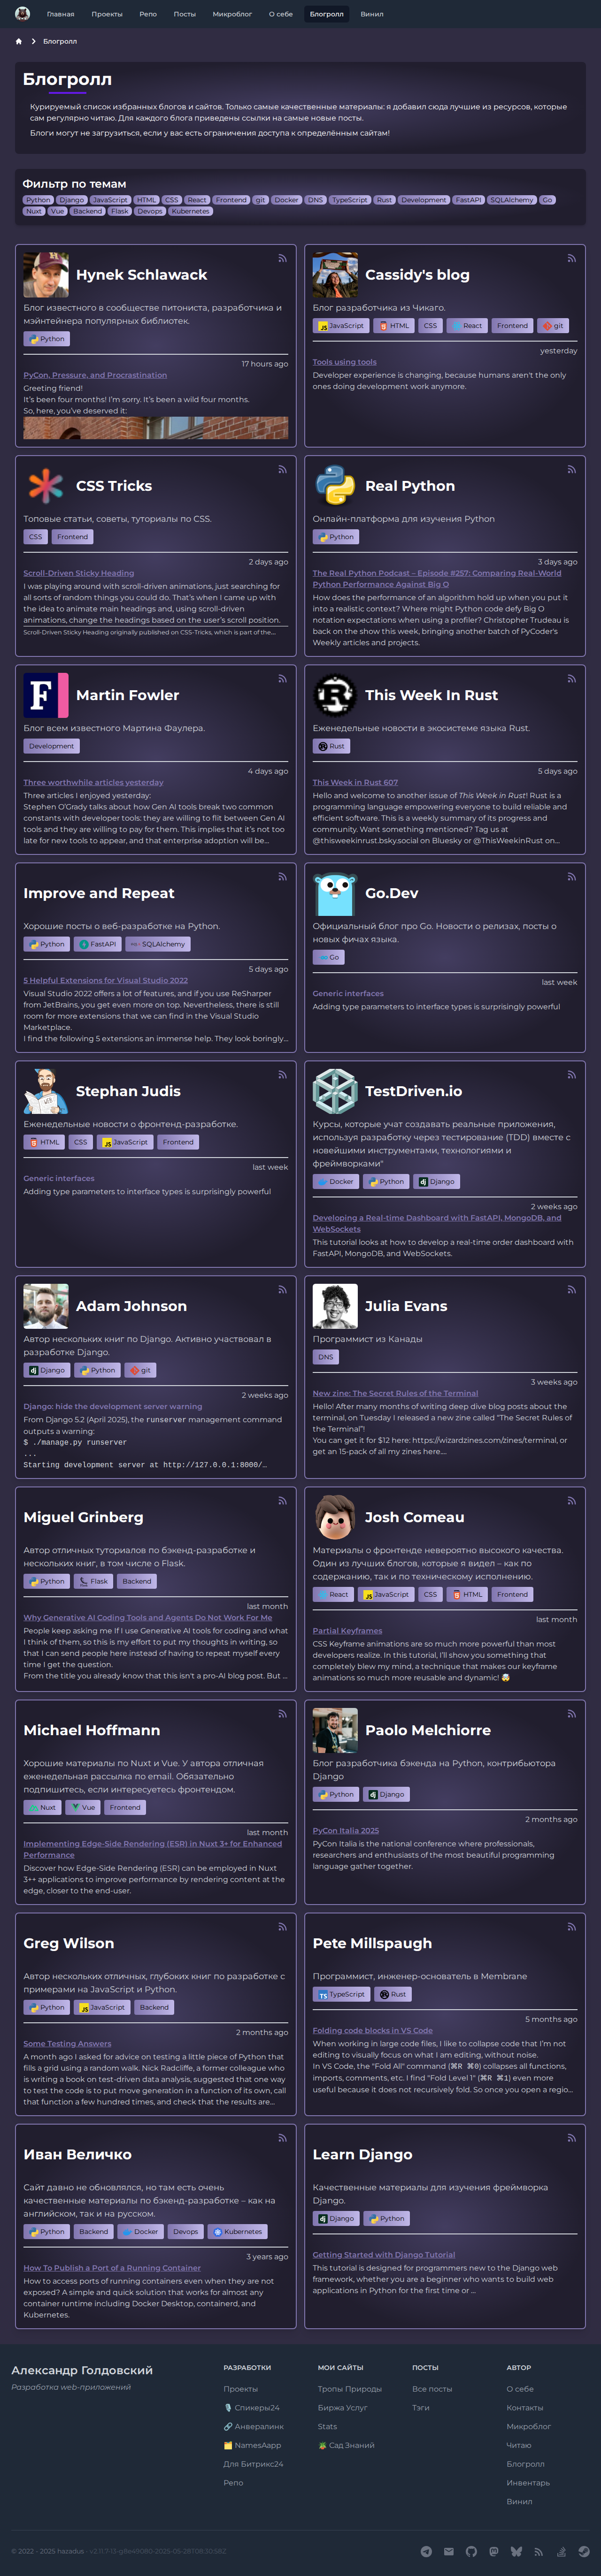 Главная Проекты Репо Посты Микроблог О себе Блогролл Винил
Блогролл
Блогролл
Курируемый список избранных блогов и сайтов. Только самые качественные материалы: я добавил сюда лучшие из ресурсов, которые
сам регулярно читаю. Для каждого блога приведены ссылки на самые новые посты.
Блоги могут не загрузиться, если у вас есть ограничения доступа к определённым сайтам!
Фильтр по темам
Python Django JavaScript HTML CSS React Frontend git Docker DNS TypeScript Rust Development FastAPI SQLAlchemy Go
Nuxt Vue Backend Flask Devops Kubernetes
Hynek Schlawack
Блог известного в сообществе питониста, разработчика и
мэйнтейнера популярных библиотек.
Python
17 hours ago
PyCon, Pressure, and Procrastination
Greeting friend!
It's been four months! I'm sorry. It's been a wild four months.
So, here, you've deserved it:
Cassidy's blog
Блог разработчика из Чикаго.
JavaScript HTML CSS React Frontend git
yesterday
Tools using tools
Developer experience is changing, because humans aren't the only
ones doing development work anymore.
CSS Tricks
Топовые статьи, советы, туториалы по CSS.
CSS Frontend
2 days ago
Scroll-Driven Sticky Heading
I was playing around with scroll-driven animations, just searching for
all sorts of random things you could do. That's when I came up with
the idea to animate main headings and, using scroll-driven
animations, change the headings based on the user's scroll position.
Scroll-Driven Sticky Heading originally published on CSS-Tricks, which is part of the…
Real Python
Онлайн-платформа для изучения Python
Python
3 days ago
The Real Python Podcast – Episode #257: Comparing Real-World
Python Performance Against Big O
How does the performance of an algorithm hold up when you put it
into a realistic context? Where might Python code defy Big O
notation expectations when using a profiler? Christopher Trudeau is
back on the show this week, bringing another batch of PyCoder's
Weekly articles and projects.
Martin Fowler
Блог всем известного Мартина Фаулера.
Development
4 days ago
Three worthwhile articles yesterday
Three articles I enjoyed yesterday:
Stephen O'Grady talks about how Gen AI tools break two common
constants with developer tools: they are willing to flit between Gen AI
tools and they are willing to pay for them. This implies that it's not too
late for new tools to appear, and that enterprise adoption will be…
This Week In Rust
Еженедельные новости в экосистеме языка Rust.
Rust
5 days ago
This Week in Rust 607
Hello and welcome to another issue of This Week in Rust! Rust is a
programming language empowering everyone to build reliable and
efficient software. This is a weekly summary of its progress and
community. Want something mentioned? Tag us at
@thisweekinrust.bsky.social on Bluesky or @ThisWeekinRust on…
Improve and Repeat
Хорошие посты о веб-разработке на Python.
Python FastAPI SQLAlchemy
5 days ago
5 Helpful Extensions for Visual Studio 2022
Visual Studio 2022 offers a lot of features, and if you use ReSharper
from JetBrains, you get even more on top. Nevertheless, there is still
room for more extensions that we can find in the Visual Studio
Marketplace.
I find the following 5 extensions an immense help. They look boringly…
Go.Dev
Официальный блог про Go. Новости о релизах, посты о
новых фичах языка.
Go
last week
Generic interfaces
Adding type parameters to interface types is surprisingly powerful
Stephan Judis
Еженедельные новости о фронтенд-разработке.
HTML CSS JavaScript Frontend
last week
Generic interfaces
Adding type parameters to interface types is surprisingly powerful
TestDriven.io
Курсы, которые учат создавать реальные приложения,
используя разработку через тестирование (TDD) вместе с
новейшими инструментами, технологиями и
фреймворками"
Docker Python Django
2 weeks ago
Developing a Real-time Dashboard with FastAPI, MongoDB, and
WebSockets
This tutorial looks at how to develop a real-time order dashboard with
FastAPI, MongoDB, and WebSockets.
Adam Johnson
Автор нескольких книг по Django. Активно участвовал в
разработке Django.
Django Python git
2 weeks ago
Django: hide the development server warning
From Django 5.2 (April 2025), the runserver management command
outputs a warning:
$ ./manage.py runserver
...
Starting development server at http://127.0.0.1:8000/…
Julia Evans
Программист из Канады
DNS
3 weeks ago
New zine: The Secret Rules of the Terminal
Hello! After many months of writing deep dive blog posts about the
terminal, on Tuesday I released a new zine called "The Secret Rules of
the Terminal"!
You can get it for $12 here: https://wizardzines.com/zines/terminal, or
get an 15-pack of all my zines here.…
Miguel Grinberg
Автор отличных туториалов по бэкенд-разработке и
нескольких книг, в том числе о Flask.
Python Flask Backend
last month
Why Generative AI Coding Tools and Agents Do Not Work For Me
People keep asking me If I use Generative AI tools for coding and what
I think of them, so this is my effort to put my thoughts in writing, so
that I can send people here instead of having to repeat myself every
time I get the question.
From the title you already know that this isn't a pro-AI blog post. But …
Josh Comeau
Материалы о фронтенде невероятно высокого качества.
Один из лучших блогов, которые я видел – как по
содержанию, так и по техническому исполнению.
React JavaScript CSS HTML Frontend
last month
Partial Keyframes
CSS Keyframe animations are so much more powerful than most
developers realize. In this tutorial, I'll show you something that
completely blew my mind, a technique that makes our keyframe
animations so much more reusable and dynamic! 🤯
Michael Hoffmann
Хорошие материалы по Nuxt и Vue. У автора отличная
еженедельная рассылка по email. Обязательно
подпишитесь, если интересуетесь фронтендом.
Nuxt Vue Frontend
last month
Implementing Edge-Side Rendering (ESR) in Nuxt 3+ for Enhanced
Performance
Discover how Edge-Side Rendering (ESR) can be employed in Nuxt
3++ applications to improve performance by rendering content at the
edge, closer to the end-user.
Paolo Melchiorre
Блог разработчика бэкенда на Python, контрибьютора
Django
Python Django
2 months ago
PyCon Italia 2025
PyCon Italia is the national conference where professionals,
researchers and enthusiasts of the most beautiful programming
language gather together.
Greg Wilson
Автор нескольких отличных, глубоких книг по разработке с
примерами на JavaScript и Python.
Python JavaScript Backend
2 months ago
Some Testing Answers
A month ago I asked for advice on testing a little piece of Python that
fills a grid using a random walk. Nick Radcliffe, a former colleague who
is writing a book on test-driven data analysis, suggested that one way
to test the code is to put move generation in a function of its own, call
that function a few hundred times, and check that the results are…
Pete Millspaugh
Программист, инженер-основатель в Membrane
TypeScript Rust
5 months ago
Folding code blocks in VS Code
When working in large code files, I like to collapse code that I'm not
editing to visually focus on what I am editing, without noise.
In VS Code, the "Fold All" command (⌘R ⌘0) collapses all functions,
imports, comments, etc. I find "Fold Level 1" (⌘R ⌘1) even more
useful because it does not recursively fold. So once you open a regio…
Иван Величко
Сайт давно не обновлялся, но там есть очень
качественные материалы по бэкенд-разработке – как на
английском, так и на русском.
Python Backend Docker Devops Kubernetes
3 years ago
How To Publish a Port of a Running Container
How to access ports of running containers even when they are not
exposed? A simple and quick solution that works for almost any
container runtime including Docker Desktop, containerd, and
Kubernetes.
Learn Django
Качественные материалы для изучения фреймворка
Django.
Django Python
Getting Started with Django Tutorial
This tutorial is designed for programmers new to the Django web
framework, whether you are a beginner who wants to build web
applications in Python for the first time or …
Александр Голдовский
Разработка web-приложений
РАЗРАБОТКИ
Проекты
🎙️ Спикеры24
🔗 Анвералинк
🗂️ NamesApp
Для Битрикс24
Репо
МОИ САЙТЫ
Тропы Природы
Биржа Услуг
Stats
🪴 Сад Знаний
ПОСТЫ
Все посты
Тэги
АВТОР
О себе
Контакты
Микроблог
Читаю
Блогролл
Инвентарь
Винил
© 2022 - 2025 hazadus